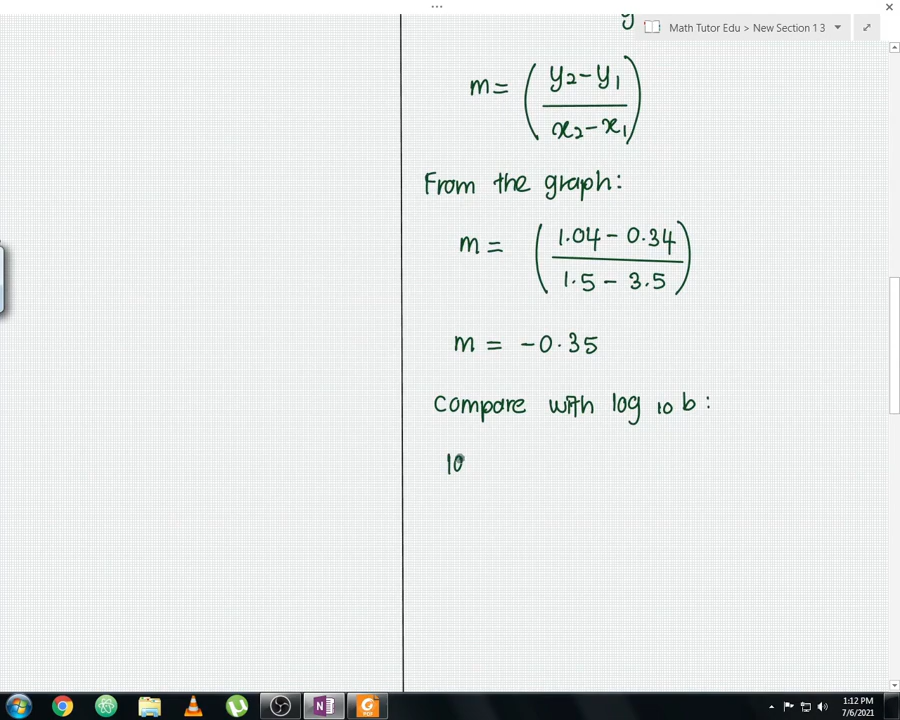 ...
Math Tutor Edu > New Section 1 3
y
m = ( y2 - y1 / x2 - x1 )
From the graph:
m = ( 1.04 - 0.34 / 1.5 - 3.5 )
m = -0.35
Compare with log 10 b :
10
1:12 PM
7/6/2021